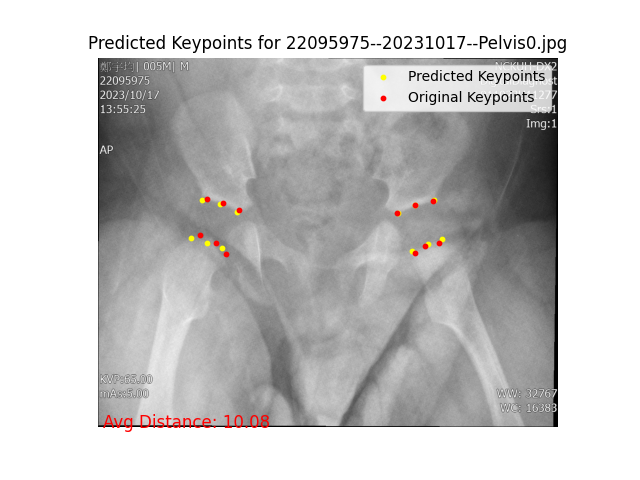 Predicted Keypoints for 22095975--20231017--Pelvis0.jpg
005M| M
22095975
2023/10/17
13:55:25
AP
Predicted Keypoints
Original Keypoints
Img:1
KVP:65.00
mAs:5.00
WW: 32767
WC: 16383
Avg Distance: 10.08